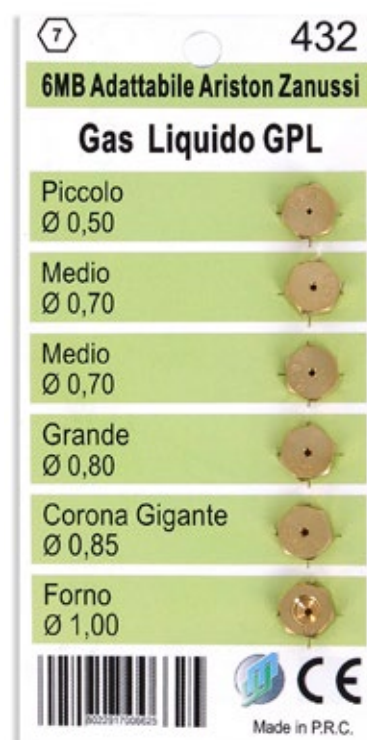 7
432
6MB Adattabile Ariston Zanussi
Gas Liquido GPL
Piccolo
Ø 0,50
Medio
Ø 0,70
Medio
Ø 0,70
Grande
Ø 0,80
Corona Gigante
Ø 0,85
Forno
Ø 1,00
8022917006625
CE
Made in P.R.C.